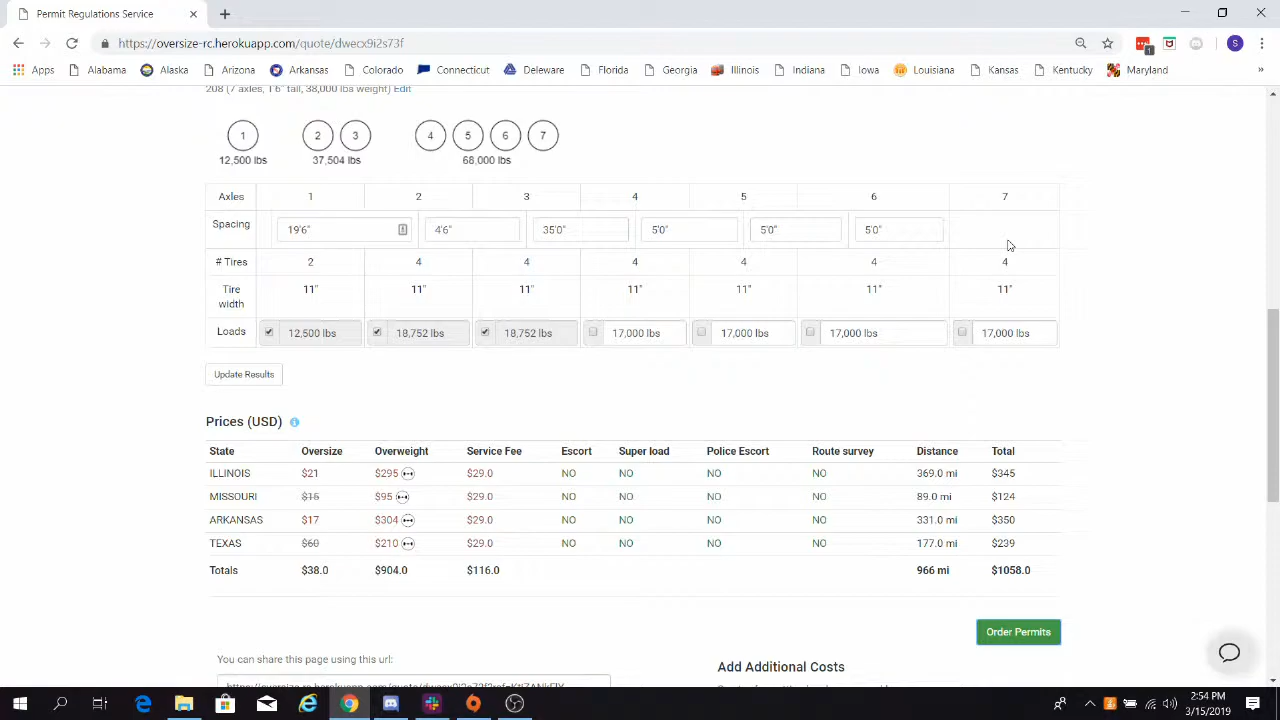 Permit Regulations Service
https://oversize-rc.herokuapp.com/quote/dwecx9i2s73f
Apps Alabama Alaska Arizona Arkansas Colorado Connecticut Delaware Florida Georgia Illinois Indiana Iowa Louisiana Kansas Kentucky Maryland »
208 (7 axles, 1'6" tall, 38,000 lbs weight) Edit
1 2 3 4 5 6 7
12,500 lbs 37,504 lbs 68,000 lbs
Axles 1 2 3 4 5 6 7
Spacing 19'6" 4'6" 35'0" 5'0" 5'0" 5'0"
# Tires 2 4 4 4 4 4 4
Tire width 11" 11" 11" 11" 11" 11" 11"
Loads 12,500 lbs 18,752 lbs 18,752 lbs 17,000 lbs 17,000 lbs 17,000 lbs 17,000 lbs
Update Results
Prices (USD)
State Oversize Overweight Service Fee Escort Super load Police Escort Route survey Distance Total
ILLINOIS $21 $295 $29.0 NO NO NO NO 369.0 mi $345
MISSOURI $15 $95 $29.0 NO NO NO NO 89.0 mi $124
ARKANSAS $17 $304 $29.0 NO NO NO NO 331.0 mi $350
TEXAS $60 $210 $29.0 NO NO NO NO 177.0 mi $239
Totals $38.0 $904.0 $116.0 966 mi $1058.0
Order Permits
You can share this page using this url:
Add Additional Costs
2:54 PM
3/15/2019